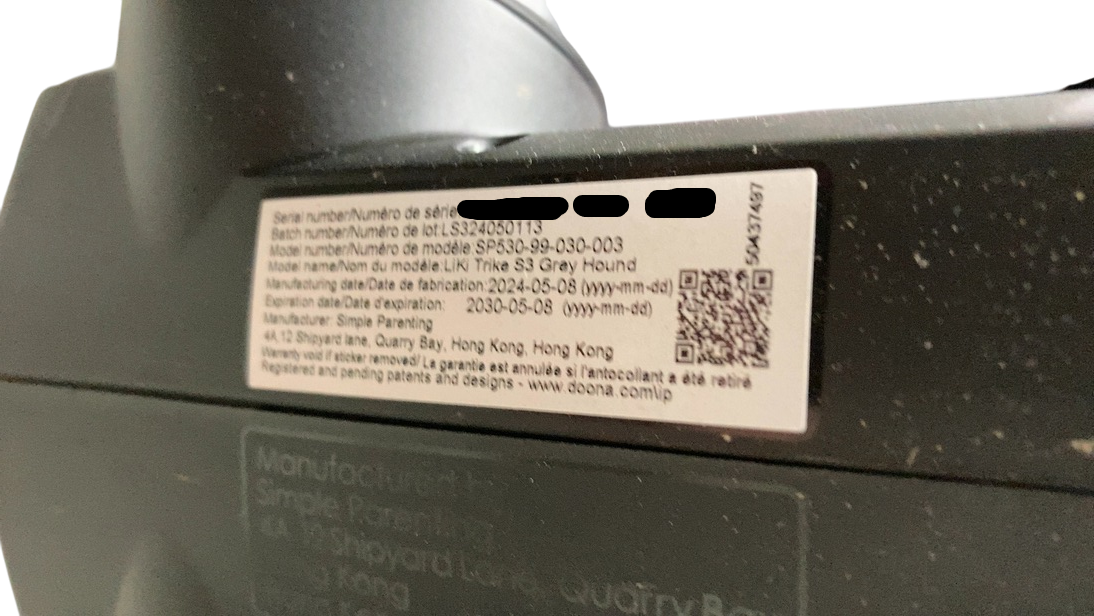 Serial number/Numéro de série
Batch number/Numéro de lot:LS324050113
Model number/Numéro de modèle:SP530-99-030-003
Model name/Nom du modèle:LiKi Trike S3 Grey Hound
Manufacturing date/Date de fabrication:2024-05-08 (yyyy-mm-dd)
Expiration date/Date d'expiration: 2030-05-08 (yyyy-mm-dd)
Manufacturer: Simple Parenting
4A,12 Shipyard lane, Quarry Bay, Hong Kong, Hong Kong
Warranty void if sticker removed/ La garantie est annulée si l'antocollant a été retiré
Registered and pending patents and designs - www.doona.com\ip
50437497
Manufactured by
Simple Parenting
Shipyard Lane, Quarry Bay
Kong